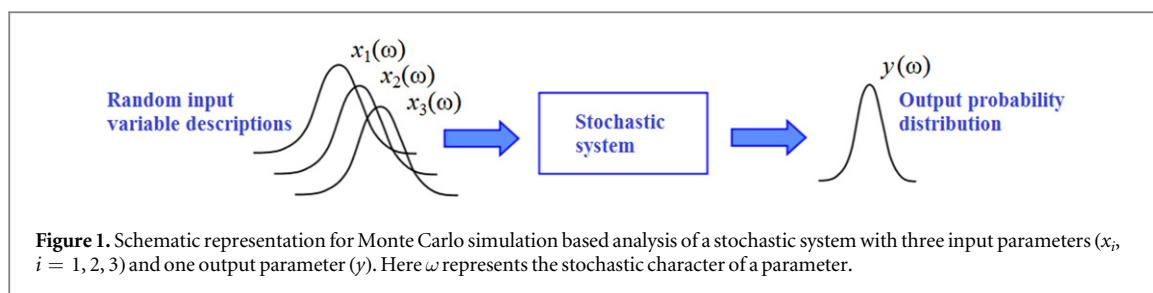 x₁(ω)
x₂(ω)
x₃(ω)
Random input
variable descriptions
Stochastic
system
y(ω)
Output probability
distribution
Figure 1. Schematic representation for Monte Carlo simulation based analysis of a stochastic system with three input parameters (xᵢ,
i = 1, 2, 3) and one output parameter (y). Here ω represents the stochastic character of a parameter.